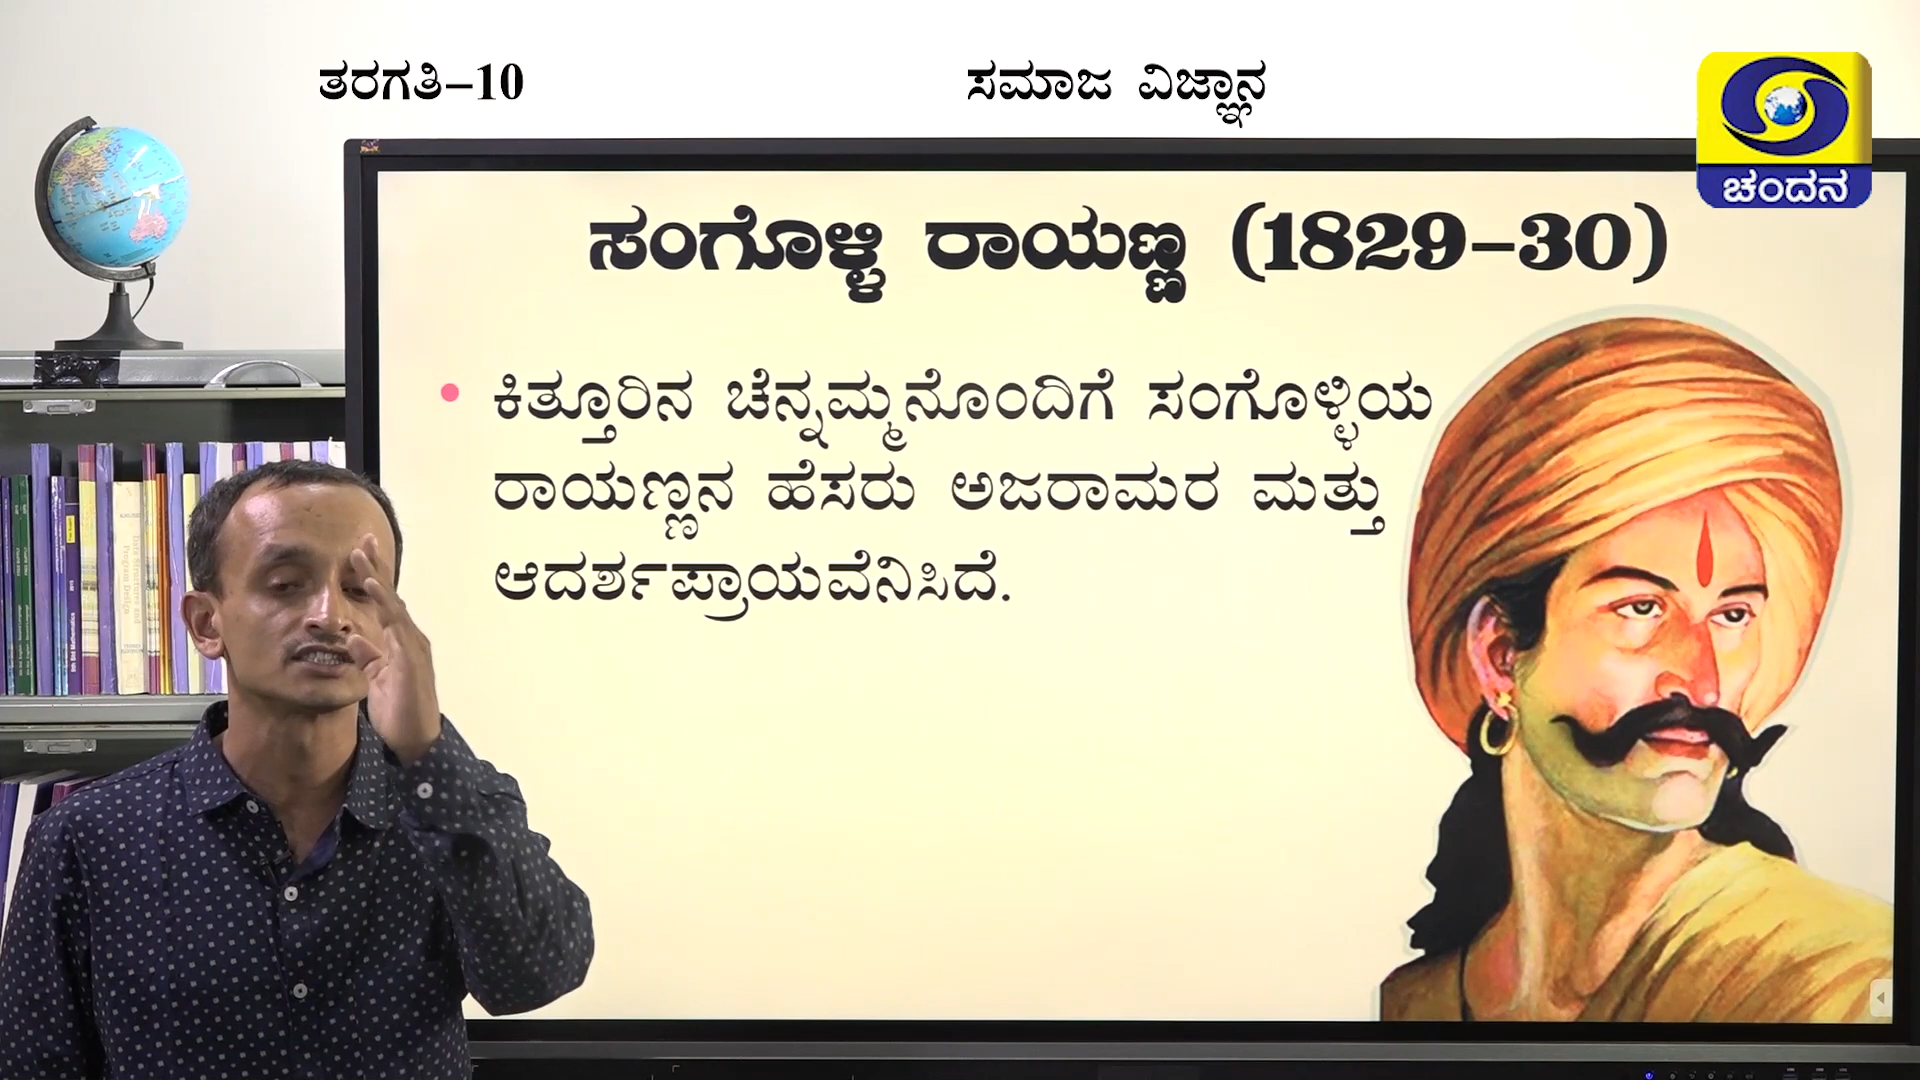 ತರಗತಿ–10
ಸಮಾಜ ವಿಜ್ಞಾನ
ಚಂದನ
ಸಂಗೊಳ್ಳಿ ರಾಯಣ್ಣ (1829–30)
• ಕಿತ್ತೂರಿನ ಚೆನ್ನಮ್ಮನೊಂದಿಗೆ ಸಂಗೊಳ್ಳಿಯ
ರಾಯಣ್ಣನ ಹೆಸರು ಅಜರಾಮರ ಮತ್ತು
ಆದರ್ಶಪ್ರಾಯವೆನಿಸಿದೆ.